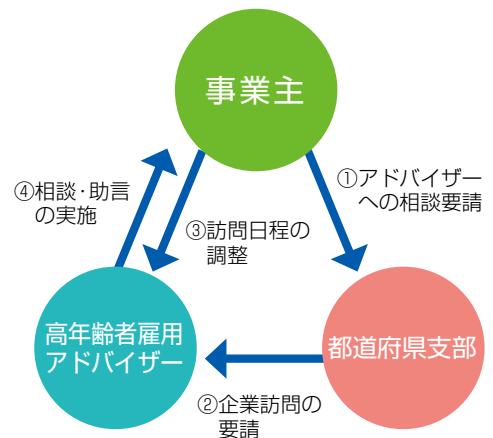 事業主
①アドバイザー
への相談要請
④相談・助言
の実施
③訪問日程の
調整
高年齢者雇用
アドバイザー
都道府県支部
②企業訪問の
要請